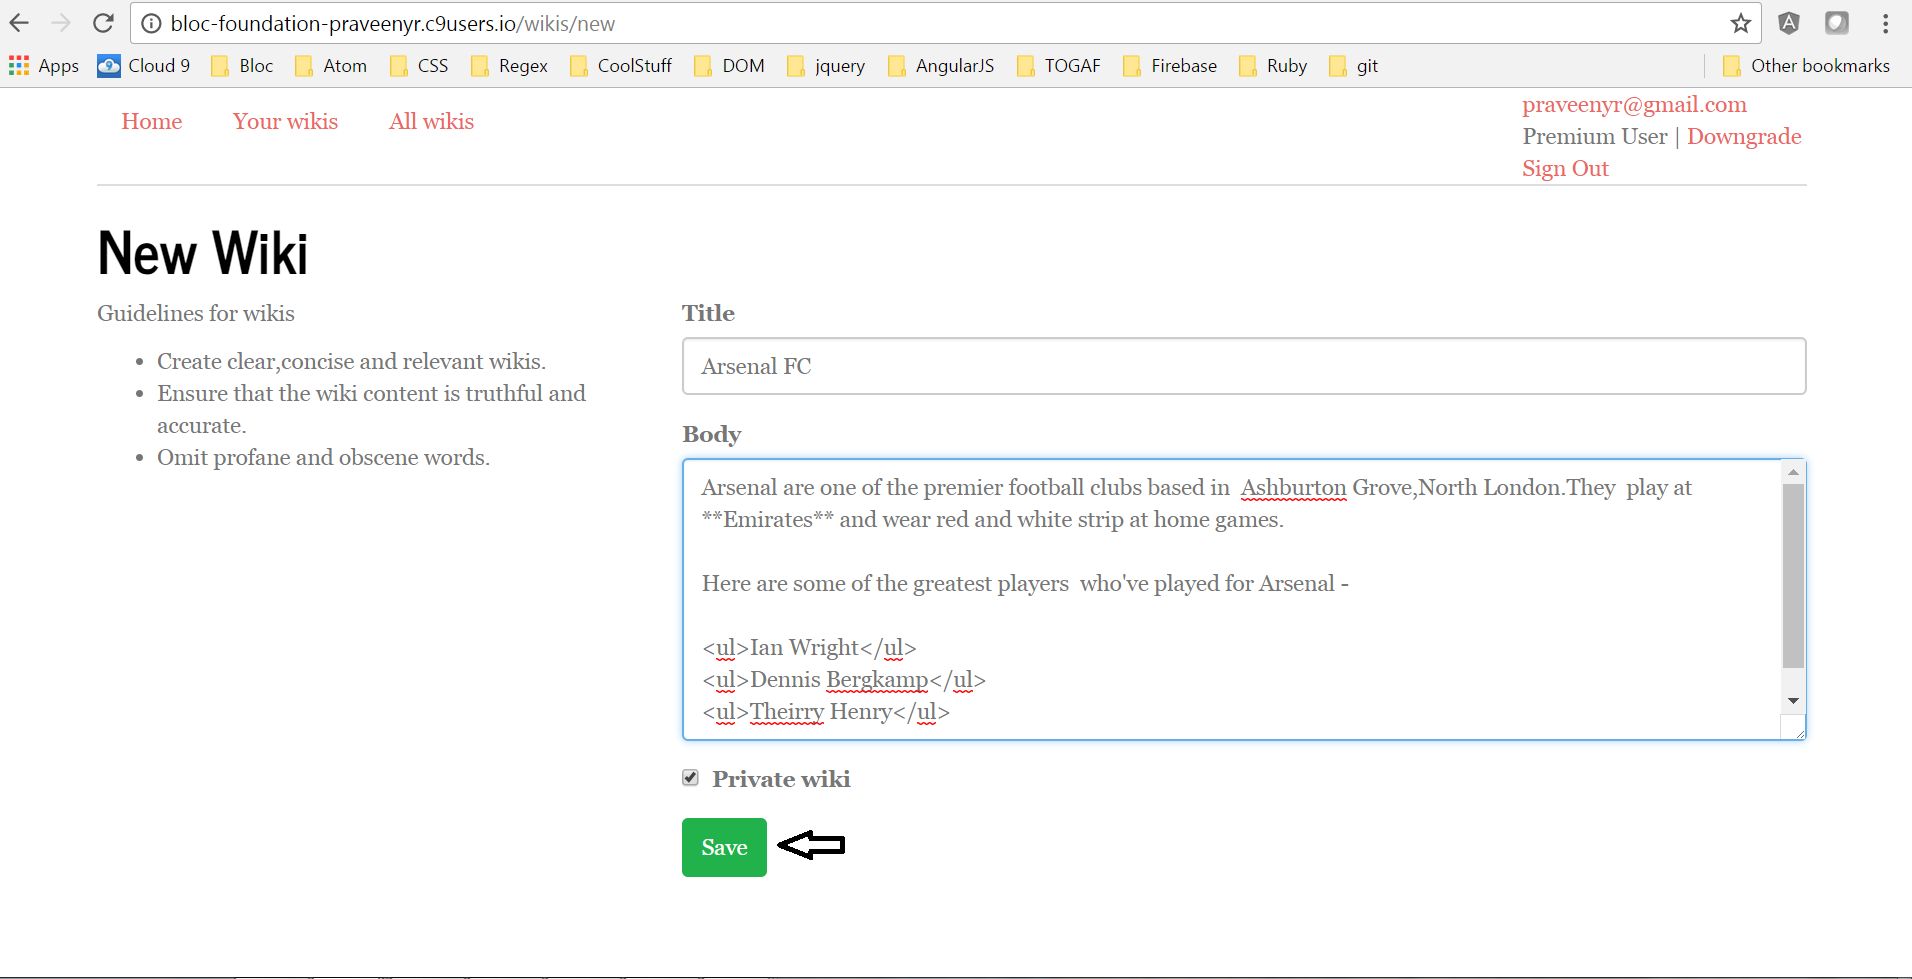 bloc-foundation-praveenyr.c9users.io/wikis/new
Apps Cloud 9 Bloc Atom CSS Regex CoolStuff DOM jquery AngularJS TOGAF Firebase Ruby git Other bookmarks
Home Your wikis All wikis
praveenyr@gmail.com
Premium User | Downgrade
Sign Out
New Wiki
Guidelines for wikis
• Create clear,concise and relevant wikis.
• Ensure that the wiki content is truthful and
accurate.
• Omit profane and obscene words.
Title
Arsenal FC
Body
Arsenal are one of the premier football clubs based in  Ashburton Grove,North London.They  play at
**Emirates** and wear red and white strip at home games.
Here are some of the greatest players  who've played for Arsenal -
<ul>Ian Wright</ul>
<ul>Dennis Bergkamp</ul>
<ul>Theirry Henry</ul>
Private wiki
Save